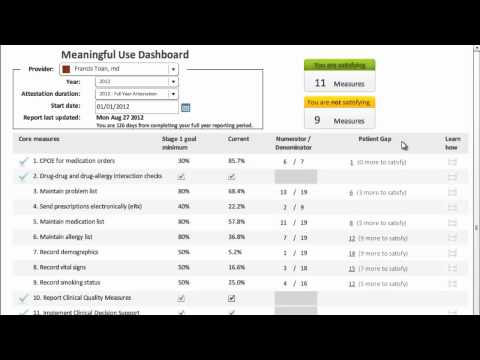 Meaningful Use Dashboard
Provider: Francis Toan, md
Year: 2012
Attestation duration: 2012 - Full Year Attestation
Start date: 01/01/2012
Report last updated: Mon Aug 27 2012
You are 126 days from completing your full year reporting period.
You are satisfying
11 Measures
You are not satisfying
9 Measures
Core measures Stage 1 goal minimum Current Numerator / Denominator Patient Gap Learn how
1. CPOE for medication orders 30% 85.7% 6 / 7 1 (0 more to satisfy)
2. Drug-drug and drug-allergy interaction checks
3. Maintain problem list 80% 68.4% 13 / 19 6 (3 more to satisfy)
4. Send prescriptions electronically (eRx) 40% 22.2% 2 / 9 7 (2 more to satisfy)
5. Maintain medication list 80% 57.8% 11 / 19 8 (5 more to satisfy)
6. Maintain allergy list 80% 36.8% 7 / 19 12 (9 more to satisfy)
7. Record demographics 50% 5.2% 1 / 19 18 (9 more to satisfy)
8. Record vital signs 50% 16.6% 3 / 18 15 (7 more to satisfy)
9. Record smoking status 50% 25.0% 4 / 16 12 (5 more to satisfy)
10. Report Clinical Quality Measures
11. Implement Clinical Decision Support